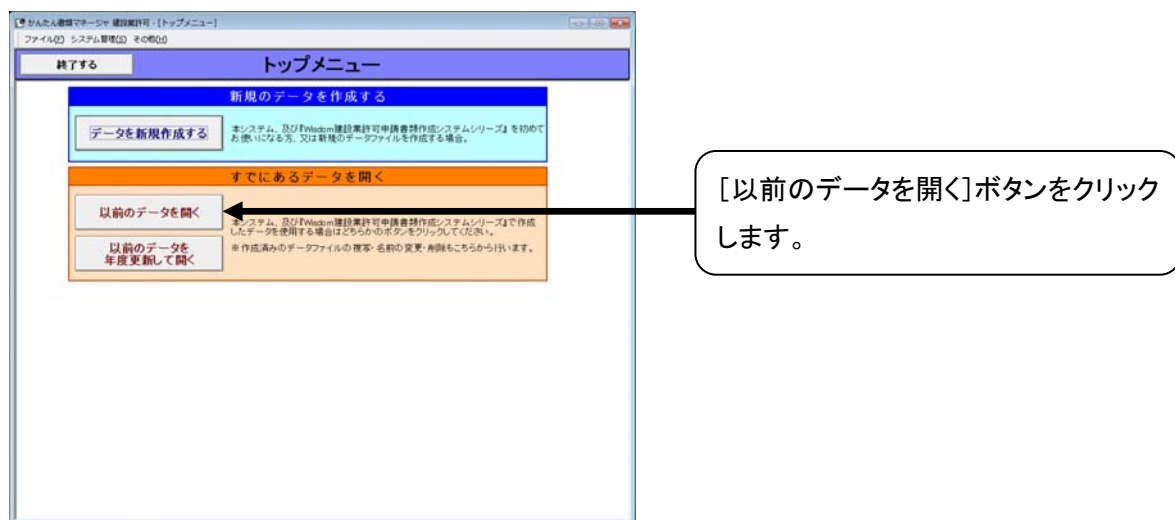 かんたん書類マネージャ 建設業許可 - [トップメニュー]
ファイル(F) システム管理(S) その他(H)
終了する
トップメニュー
新規のデータを作成する
データを新規作成する
本システム、及び『Wisdom建設業許可申請書類作成システムシリーズ』を初めて
お使いになる方、又は新規のデータファイルを作成する場合。
すでにあるデータを開く
以前のデータを開く
本システム、及び『Wisdom建設業許可申請書類作成システムシリーズ』で作成
したデータを使用する場合はどちらかのボタンをクリックしてください。
以前のデータを
年度更新して開く
※作成済みのデータファイルの複写・名前の変更・削除もこちらから行います。
[以前のデータを開く]ボタンをクリック
します。